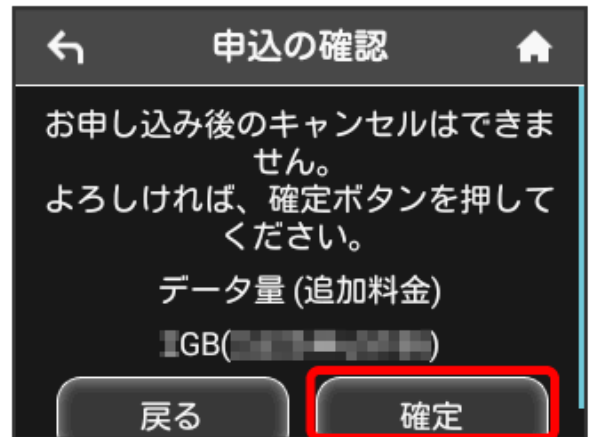 申込の確認
お申し込み後のキャンセルはできま
せん。
よろしければ、確定ボタンを押して
ください。
データ量 (追加料金)
GB( )
戻る
確定